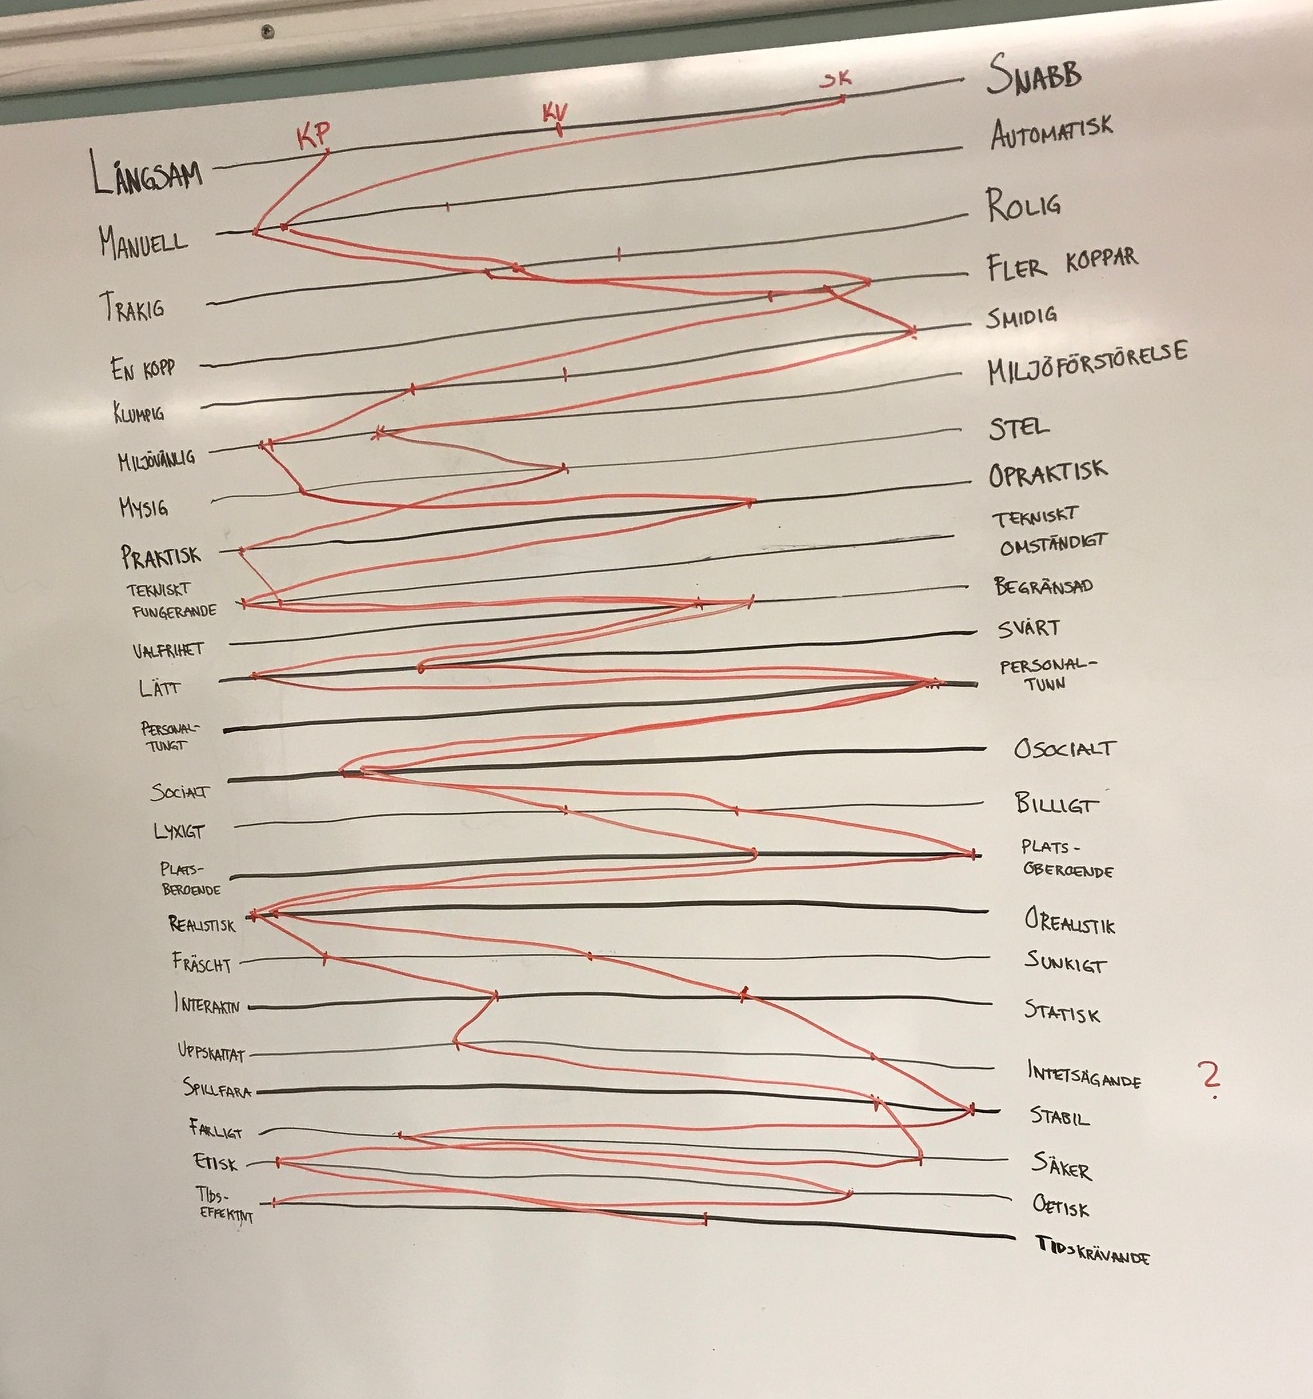 SK
SNABB
KV
KP
LÅNGSAM
AUTOMATISK
MANUELL
ROLIG
TRÅKIG
FLER KOPPAR
EN KOPP
SMIDIG
KLUMPIG
MILJÖFÖRSTÖRELSE
MILJÖVÄNLIG
STEL
MYSIG
OPRAKTISK
PRAKTISK
TEKNISKT
OMSTÄNDIGT
TEKNISKT
FUNGERANDE
BEGRÄNSAD
VALFRIHET
SVÅRT
LÄTT
PERSONAL-
TUNN
PERSONAL-
TUNGT
OSOCIALT
SOCIALT
BILLIGT
LYXIGT
PLATS-
OBEROENDE
PLATS-
BEROENDE
OREALISTIK
REALISTISK
SUNKIGT
FRÄSCHT
STATISK
INTERAKTIV
INTETSÄGANDE
?
UPPSKATTAT
STABIL
SPILLFARA
SÄKER
FARLIGT
OETISK
ETISK
TIDSKRÄVANDE
TIDS-
EFFEKTIVT